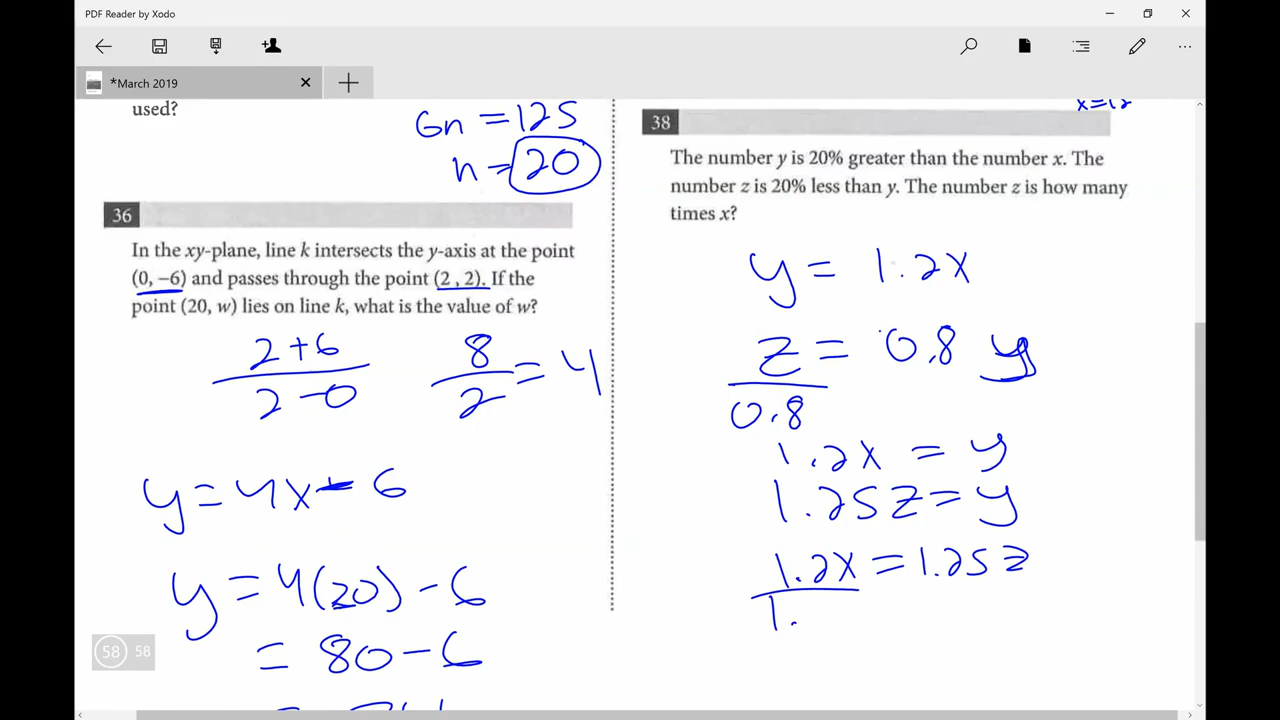 PDF Reader by Xodo
*March 2019
used?
6n = 125
n = 20
36
In the xy-plane, line k intersects the y-axis at the point
(0, −6) and passes through the point (2 , 2). If the
point (20, w) lies on line k, what is the value of w?
2+6
2-0
8
2
= 4
y = 4x - 6
y = 4(20) - 6
= 80 - 6
=
58 58
x=12
38
The number y is 20% greater than the number x. The
number z is 20% less than y. The number z is how many
times x?
y = 1.2x
z = 0.8 y
0.8
1.2x = y
1.25z = y
1.2x = 1.25z
1.